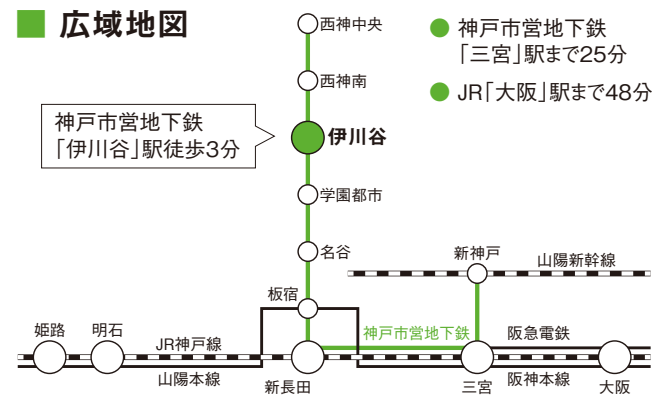 広域地図
神戸市営地下鉄
「三宮」駅まで25分
JR「大阪」駅まで48分
西神中央
西神南
神戸市営地下鉄
「伊川谷」駅徒歩3分
伊川谷
学園都市
名谷
新神戸
山陽新幹線
板宿
姫路
明石
JR神戸線
神戸市営地下鉄
阪急電鉄
山陽本線
新長田
三宮
阪神本線
大阪